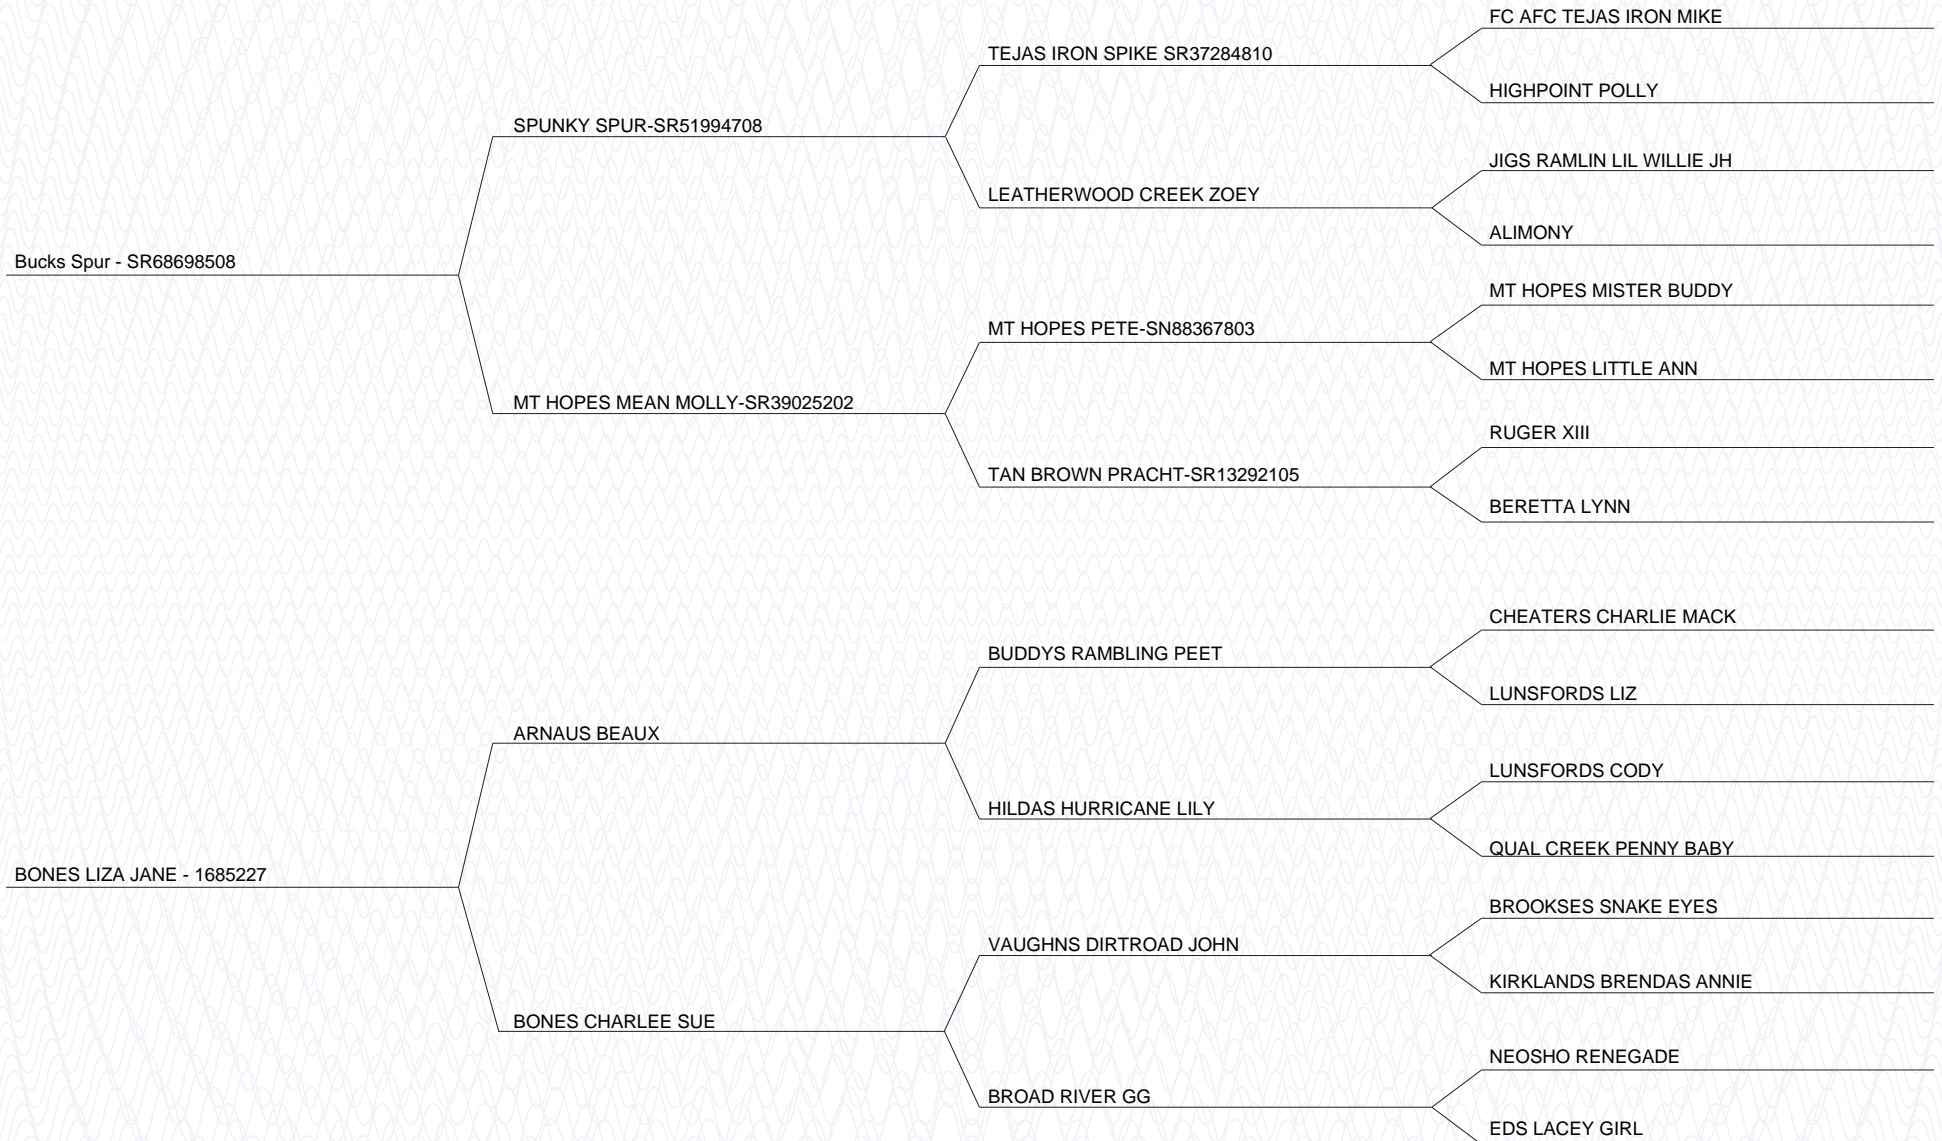 FC AFC TEJAS IRON MIKE
TEJAS IRON SPIKE SR37284810
HIGHPOINT POLLY
SPUNKY SPUR-SR51994708
JIGS RAMLIN LIL WILLIE JH
LEATHERWOOD CREEK ZOEY
ALIMONY
Bucks Spur - SR68698508
MT HOPES MISTER BUDDY
MT HOPES PETE-SN88367803
MT HOPES LITTLE ANN
MT HOPES MEAN MOLLY-SR39025202
RUGER XIII
TAN BROWN PRACHT-SR13292105
BERETTA LYNN
CHEATERS CHARLIE MACK
BUDDYS RAMBLING PEET
LUNSFORDS LIZ
ARNAUS BEAUX
LUNSFORDS CODY
HILDAS HURRICANE LILY
QUAL CREEK PENNY BABY
BONES LIZA JANE - 1685227
BROOKSES SNAKE EYES
VAUGHNS DIRTROAD JOHN
KIRKLANDS BRENDAS ANNIE
BONES CHARLEE SUE
NEOSHO RENEGADE
BROAD RIVER GG
EDS LACEY GIRL